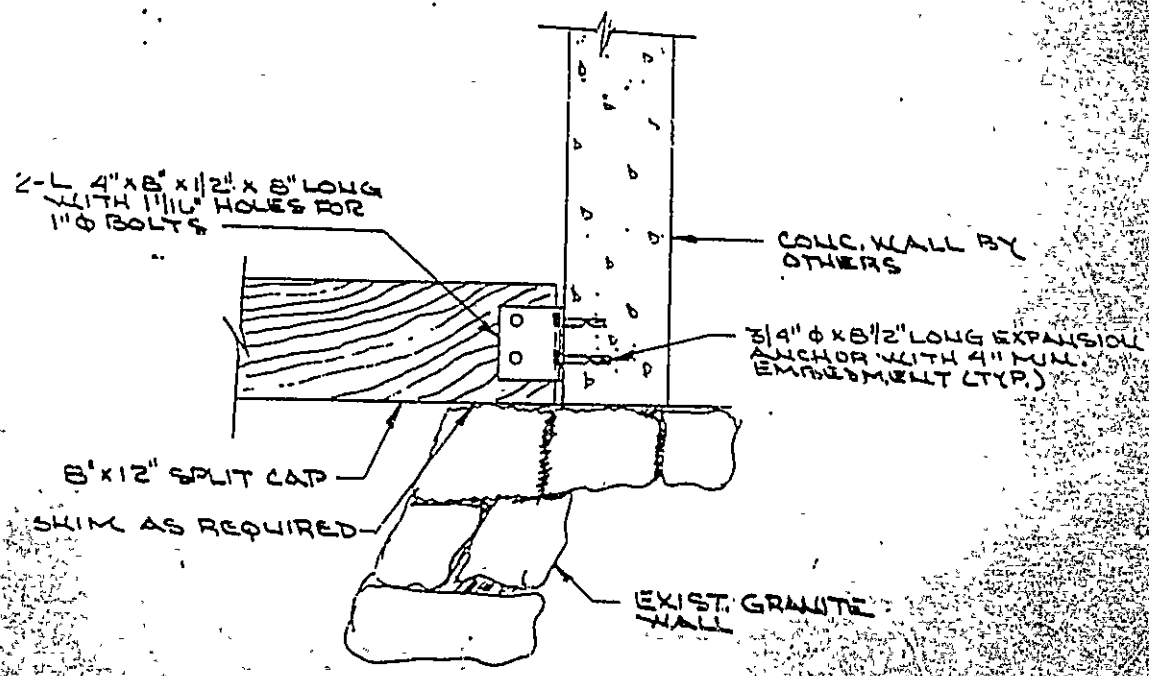 2-L 4"x8"x1/2" x 8" LONG
WITH 1 1/16" HOLES FOR
1"Φ BOLTS
CONC. WALL BY
OTHERS
3/4" Φ x 8 1/2" LONG EXPANSION
ANCHOR WITH 4" MIN.
EMBEDMENT (TYP.)
8"x12" SPLIT CAP
SHIM AS REQUIRED
EXIST. GRANITE
WALL